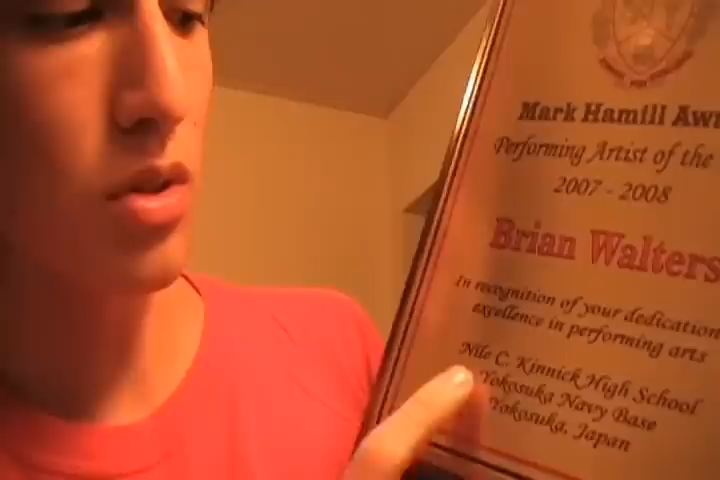 Mark Hamill
Performing Artist of the
2007 - 2008
Brian Walters
In recognition of your dedication
excellence in performing arts
Nile C. Kinnick High School
Yokosuka Navy Base
Yokosuka, Japan